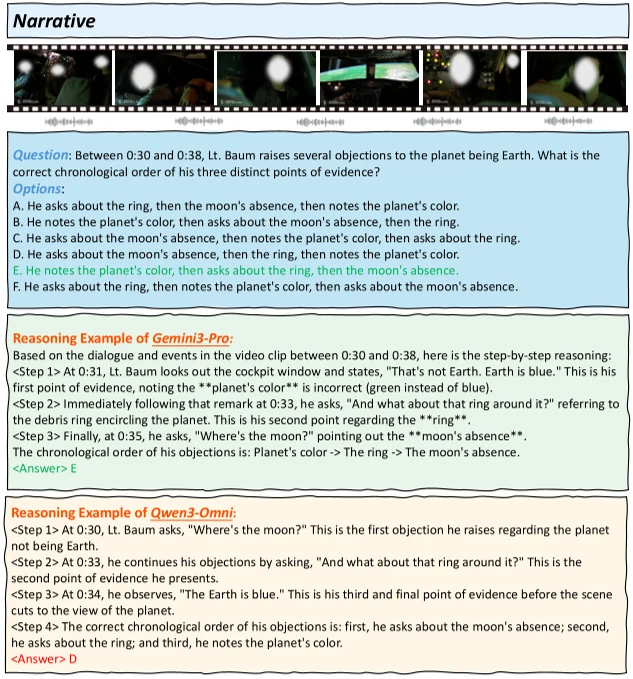 Narrative
Question: Between 0:30 and 0:38, Lt. Baum raises several objections to the planet being Earth. What is the
correct chronological order of his three distinct points of evidence?
Options:
A. He asks about the ring, then the moon's absence, then notes the planet's color.
B. He notes the planet's color, then asks about the moon's absence, then the ring.
C. He asks about the moon's absence, then notes the planet's color, then asks about the ring.
D. He asks about the moon's absence, then the ring, then notes the planet's color.
E. He notes the planet's color, then asks about the ring, then the moon's absence.
F. He asks about the ring, then notes the planet's color, then asks about the moon's absence.
Reasoning Example of Gemini3-Pro:
Based on the dialogue and events in the video clip between 0:30 and 0:38, here is the step-by-step reasoning:
<Step 1> At 0:31, Lt. Baum looks out the cockpit window and states, "That's not Earth. Earth is blue." This is his
first point of evidence, noting the **planet's color** is incorrect (green instead of blue).
<Step 2> Immediately following that remark at 0:33, he asks, "And what about that ring around it?" referring to
the debris ring encircling the planet. This is his second point regarding the **ring**.
<Step 3> Finally, at 0:35, he asks, "Where's the moon?" pointing out the **moon's absence**.
The chronological order of his objections is: Planet's color -> The ring -> The moon's absence.
<Answer> E
Reasoning Example of Qwen3-Omni:
<Step 1> At 0:30, Lt. Baum asks, "Where's the moon?" This is the first objection he raises regarding the planet
not being Earth.
<Step 2> At 0:33, he continues his objections by asking, "And what about that ring around it?" This is the
second point of evidence he presents.
<Step 3> At 0:34, he observes, "The Earth is blue." This is his third and final point of evidence before the scene
cuts to the view of the planet.
<Step 4> The correct chronological order of his objections is: first, he asks about the moon's absence; second,
he asks about the ring; and third, he notes the planet's color.
<Answer> D